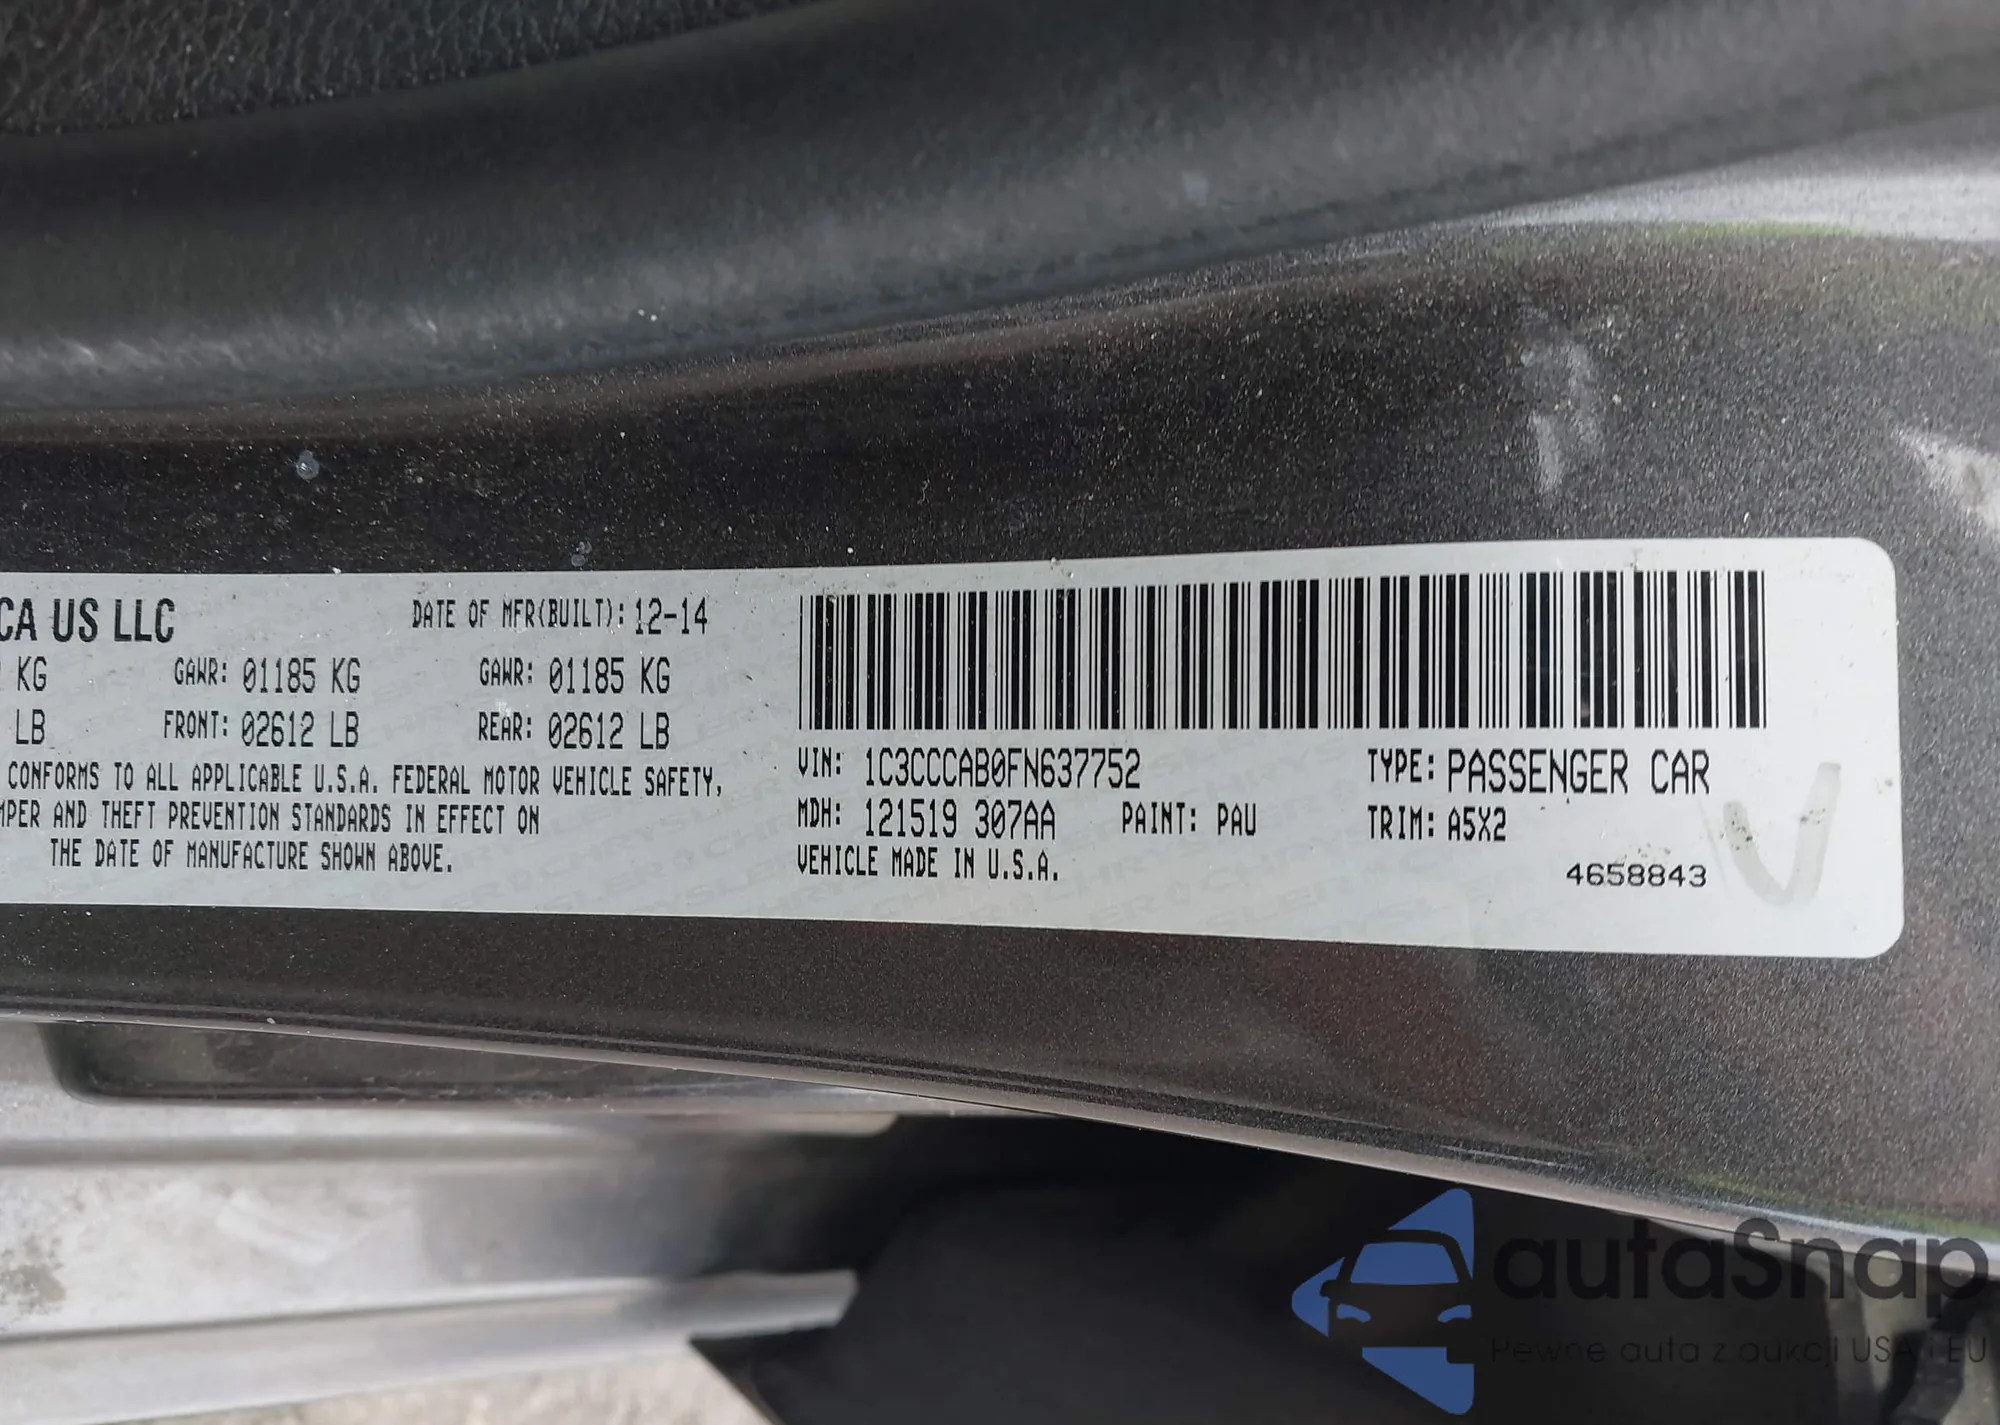 CA US LLC
DATE OF MFR(BUILT): 12-14
KG GAWR: 01185 KG GAWR: 01185 KG
LB FRONT: 02612 LB REAR: 02612 LB
CONFORMS TO ALL APPLICABLE U.S.A. FEDERAL MOTOR VEHICLE SAFETY,
MPER AND THEFT PREVENTION STANDARDS IN EFFECT ON
THE DATE OF MANUFACTURE SHOWN ABOVE.
VIN: 1C3CCCAB0FN637752 TYPE: PASSENGER CAR
MDH: 121519 307AA PAINT: PAU TRIM: A5X2
VEHICLE MADE IN U.S.A.
4658843
V
autaSnap
Pewne auta z aukcji USA i EU